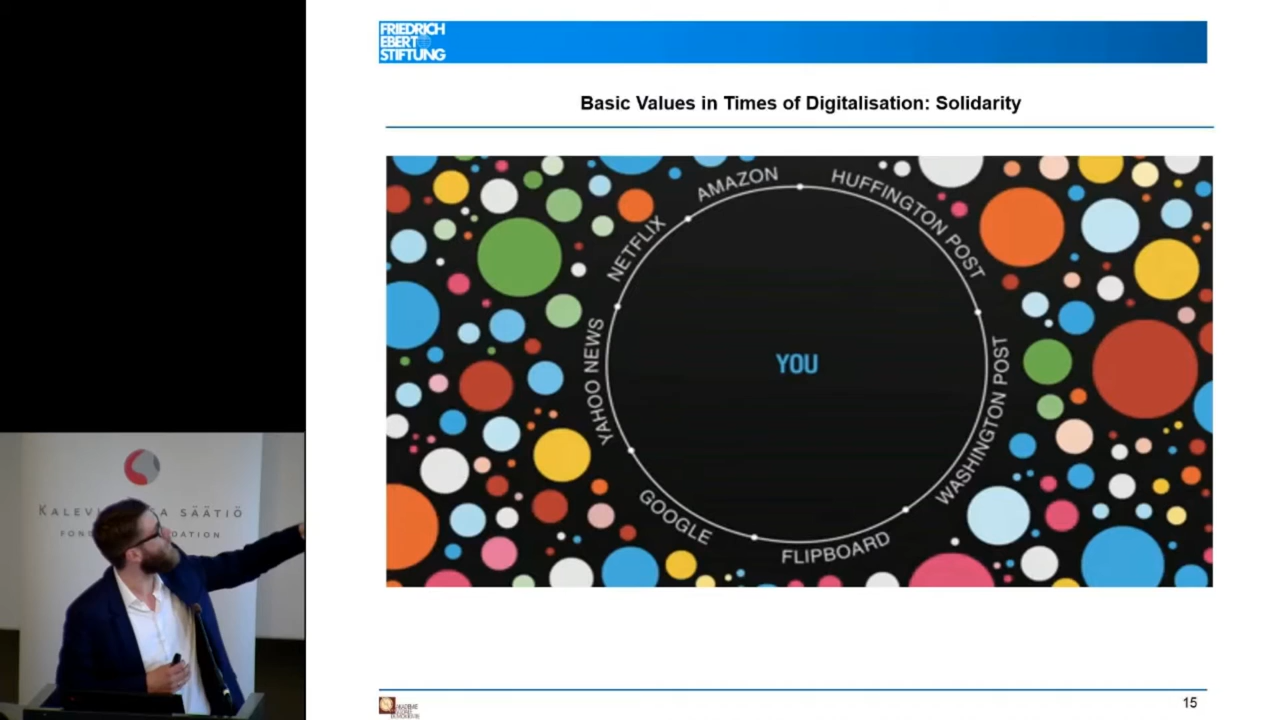 FRIEDRICH
EBERT
STIFTUNG
Basic Values in Times of Digitalisation: Solidarity
AMAZON
HUFFINGTON POST
NETFLIX
YAHOO NEWS
YOU
WASHINGTON POST
GOOGLE
FLIPBOARD
SÄÄTIÖ
15